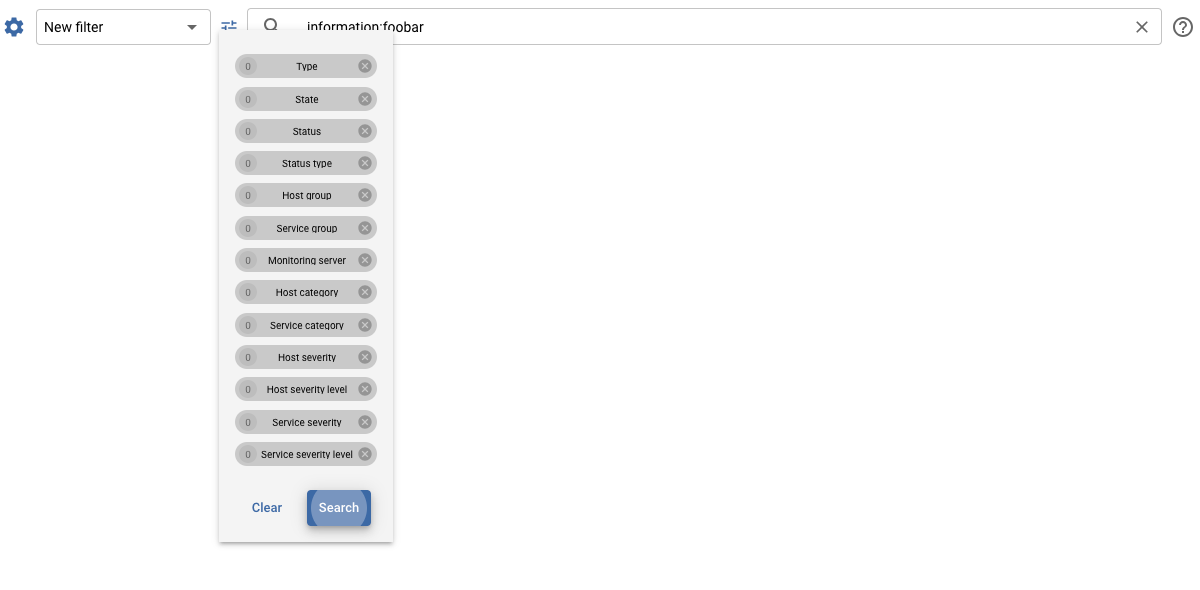 New filter
information:foobar
0 Type
0 State
0 Status
0 Status type
0 Host group
0 Service group
0 Monitoring server
0 Host category
0 Service category
0 Host severity
0 Host severity level
0 Service severity
0 Service severity level
Clear Search